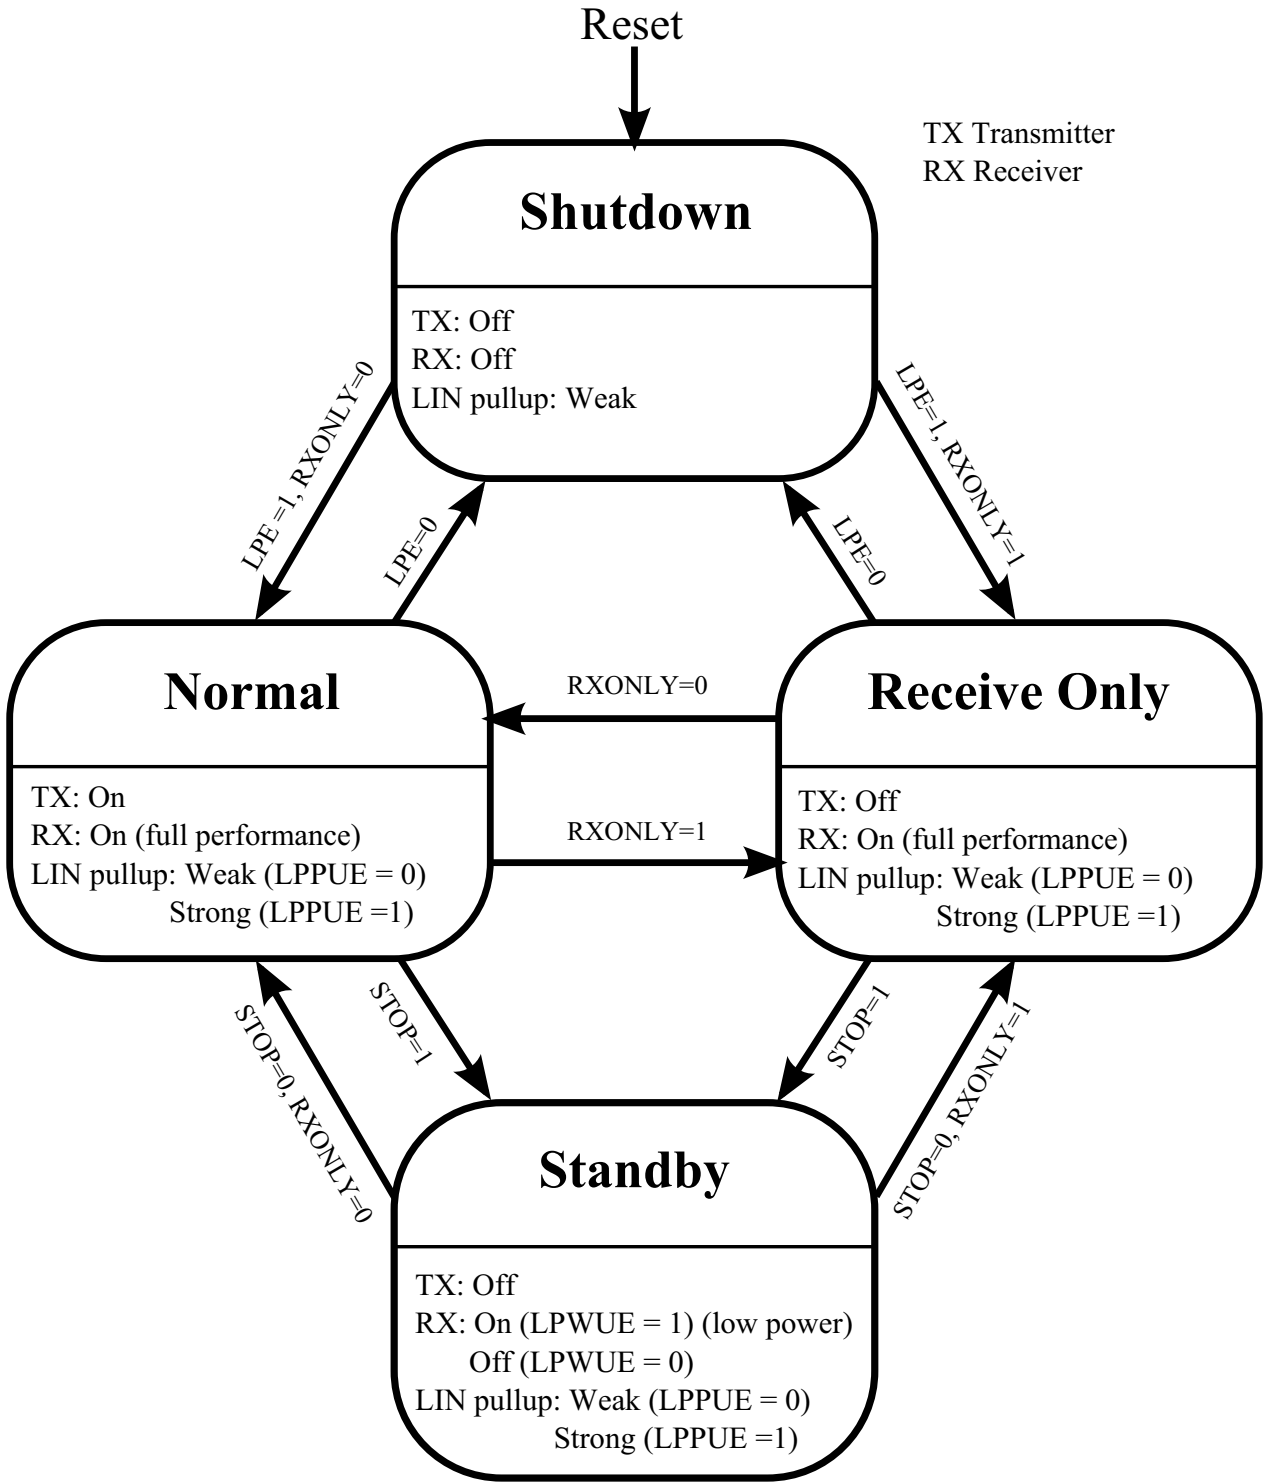 Reset
TX Transmitter
RX Receiver
Shutdown
TX: Off
RX: Off
LIN pullup: Weak
LPE =1, RXONLY=0
LPE=0
LPE=0
LPE=1, RXONLY=1
Normal
TX: On
RX: On (full performance)
LIN pullup: Weak (LPPUE = 0)
Strong (LPPUE =1)
RXONLY=0
RXONLY=1
Receive Only
TX: Off
RX: On (full performance)
LIN pullup: Weak (LPPUE = 0)
Strong (LPPUE =1)
STOP=0, RXONLY=0
STOP=1
STOP=1
STOP=0, RXONLY=1
Standby
TX: Off
RX: On (LPWUE = 1) (low power)
Off (LPWUE = 0)
LIN pullup: Weak (LPPUE = 0)
Strong (LPPUE =1)